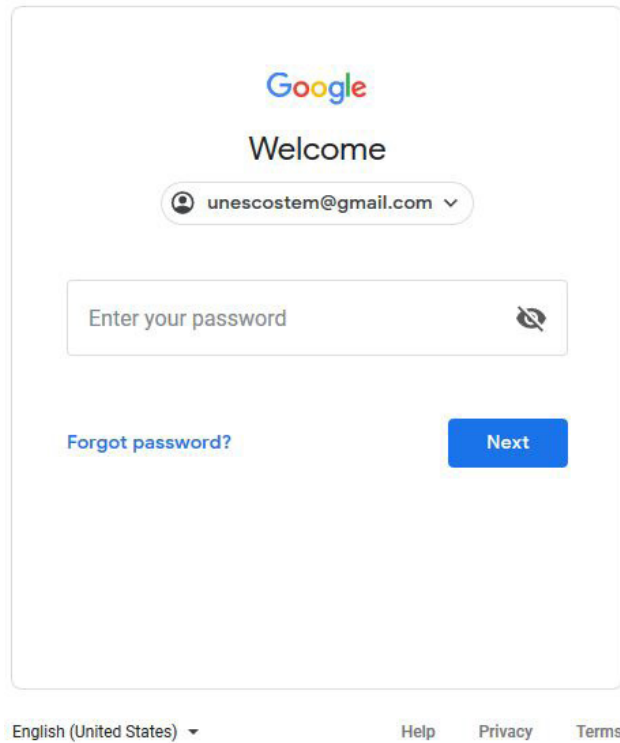 Google
Welcome
unescostem@gmail.com
Enter your password
Forgot password? Next
English (United States) Help Privacy Terms